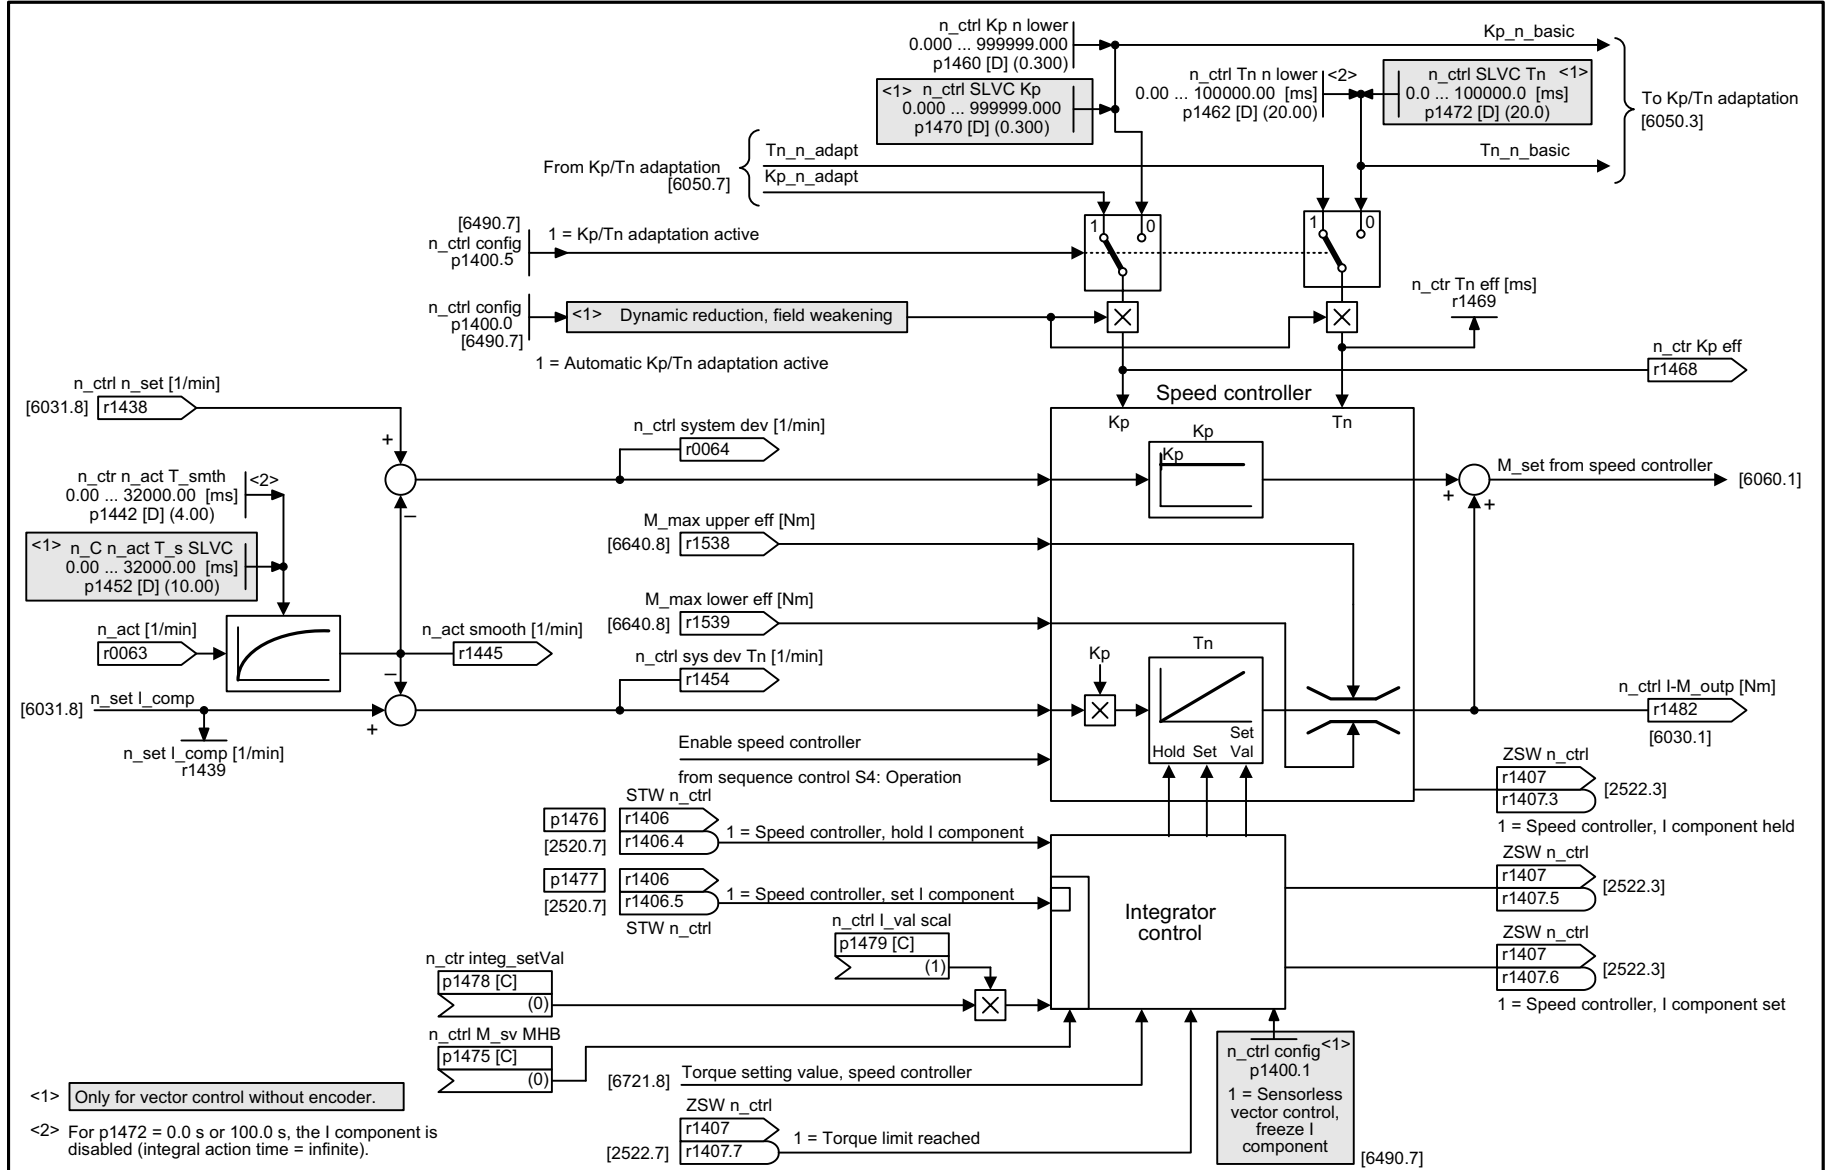 n_ctrl Kp n lower
0.000 ... 999999.000
p1460 [D] (0.300)
Kp_n_basic
<1> n_ctrl SLVC Kp
0.000 ... 999999.000
p1470 [D] (0.300)
n_ctrl Tn n lower <2>
0.00 ... 100000.00 [ms]
p1462 [D] (20.00)
n_ctrl SLVC Tn <1>
0.0 ... 100000.0 [ms]
p1472 [D] (20.0)
To Kp/Tn adaptation
[6050.3]
Tn_n_basic
From Kp/Tn adaptation
[6050.7]
Tn_n_adapt
Kp_n_adapt
[6490.7]
n_ctrl config
p1400.5
1 = Kp/Tn adaptation active
1 0
1 0
n_ctrl config
p1400.0
[6490.7]
<1> Dynamic reduction, field weakening
1 = Automatic Kp/Tn adaptation active
n_ctr Tn eff [ms]
r1469
n_ctr Kp eff
r1468
n_ctrl n_set [1/min]
[6031.8] r1438
+
−
n_ctrl system dev [1/min]
r0064
Speed controller
Kp
Tn
Kp
Kp
M_set from speed controller
[6060.1]
+
+
n_ctr n_act T_smth <2>
0.00 ... 32000.00 [ms]
p1442 [D] (4.00)
<1> n_C n_act T_s SLVC
0.00 ... 32000.00 [ms]
p1452 [D] (10.00)
M_max upper eff [Nm]
[6640.8] r1538
M_max lower eff [Nm]
[6640.8] r1539
n_act [1/min]
r0063
n_act smooth [1/min]
r1445
n_ctrl sys dev Tn [1/min]
r1454
−
+
[6031.8] n_set I_comp
n_set I_comp [1/min]
r1439
Kp
Tn
Hold Set Set
Val
n_ctrl I-M_outp [Nm]
r1482
[6030.1]
Enable speed controller
from sequence control S4: Operation
ZSW n_ctrl
r1407
r1407.3
[2522.3]
1 = Speed controller, I component held
STW n_ctrl
p1476
[2520.7]
r1406
r1406.4
1 = Speed controller, hold I component
p1477
[2520.7]
r1406
r1406.5
STW n_ctrl
1 = Speed controller, set I component
Integrator
control
ZSW n_ctrl
r1407
r1407.5
[2522.3]
n_ctrl I_val scal
p1479 [C]
(1)
ZSW n_ctrl
r1407
r1407.6
[2522.3]
1 = Speed controller, I component set
n_ctr integ_setVal
p1478 [C]
(0)
n_ctrl M_sv MHB
p1475 [C]
(0)
[6721.8] Torque setting value, speed controller
ZSW n_ctrl
r1407
r1407.7
[2522.7]
1 = Torque limit reached
n_ctrl config <1>
p1400.1
1 = Sensorless
vector control,
freeze I
component
[6490.7]
<1> Only for vector control without encoder.
<2> For p1472 = 0.0 s or 100.0 s, the I component is
disabled (integral action time = infinite).